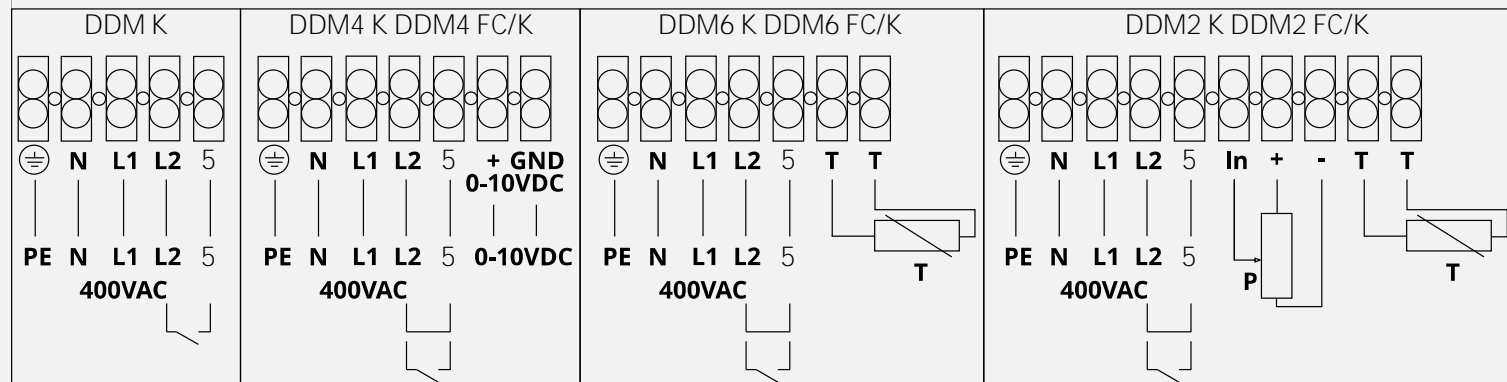 DDM K
PE N L1 L2 5
N L1 L2 5
400VAC
DDM4 K DDM4 FC/K
N L1 L2 5 + GND
0-10VDC
PE N L1 L2 5 0-10VDC
400VAC
DDM6 K DDM6 FC/K
N L1 L2 5 T T
PE N L1 L2 5
T
400VAC
DDM2 K DDM2 FC/K
N L1 L2 5 In + - T T
PE N L1 L2 5
P
T
400VAC